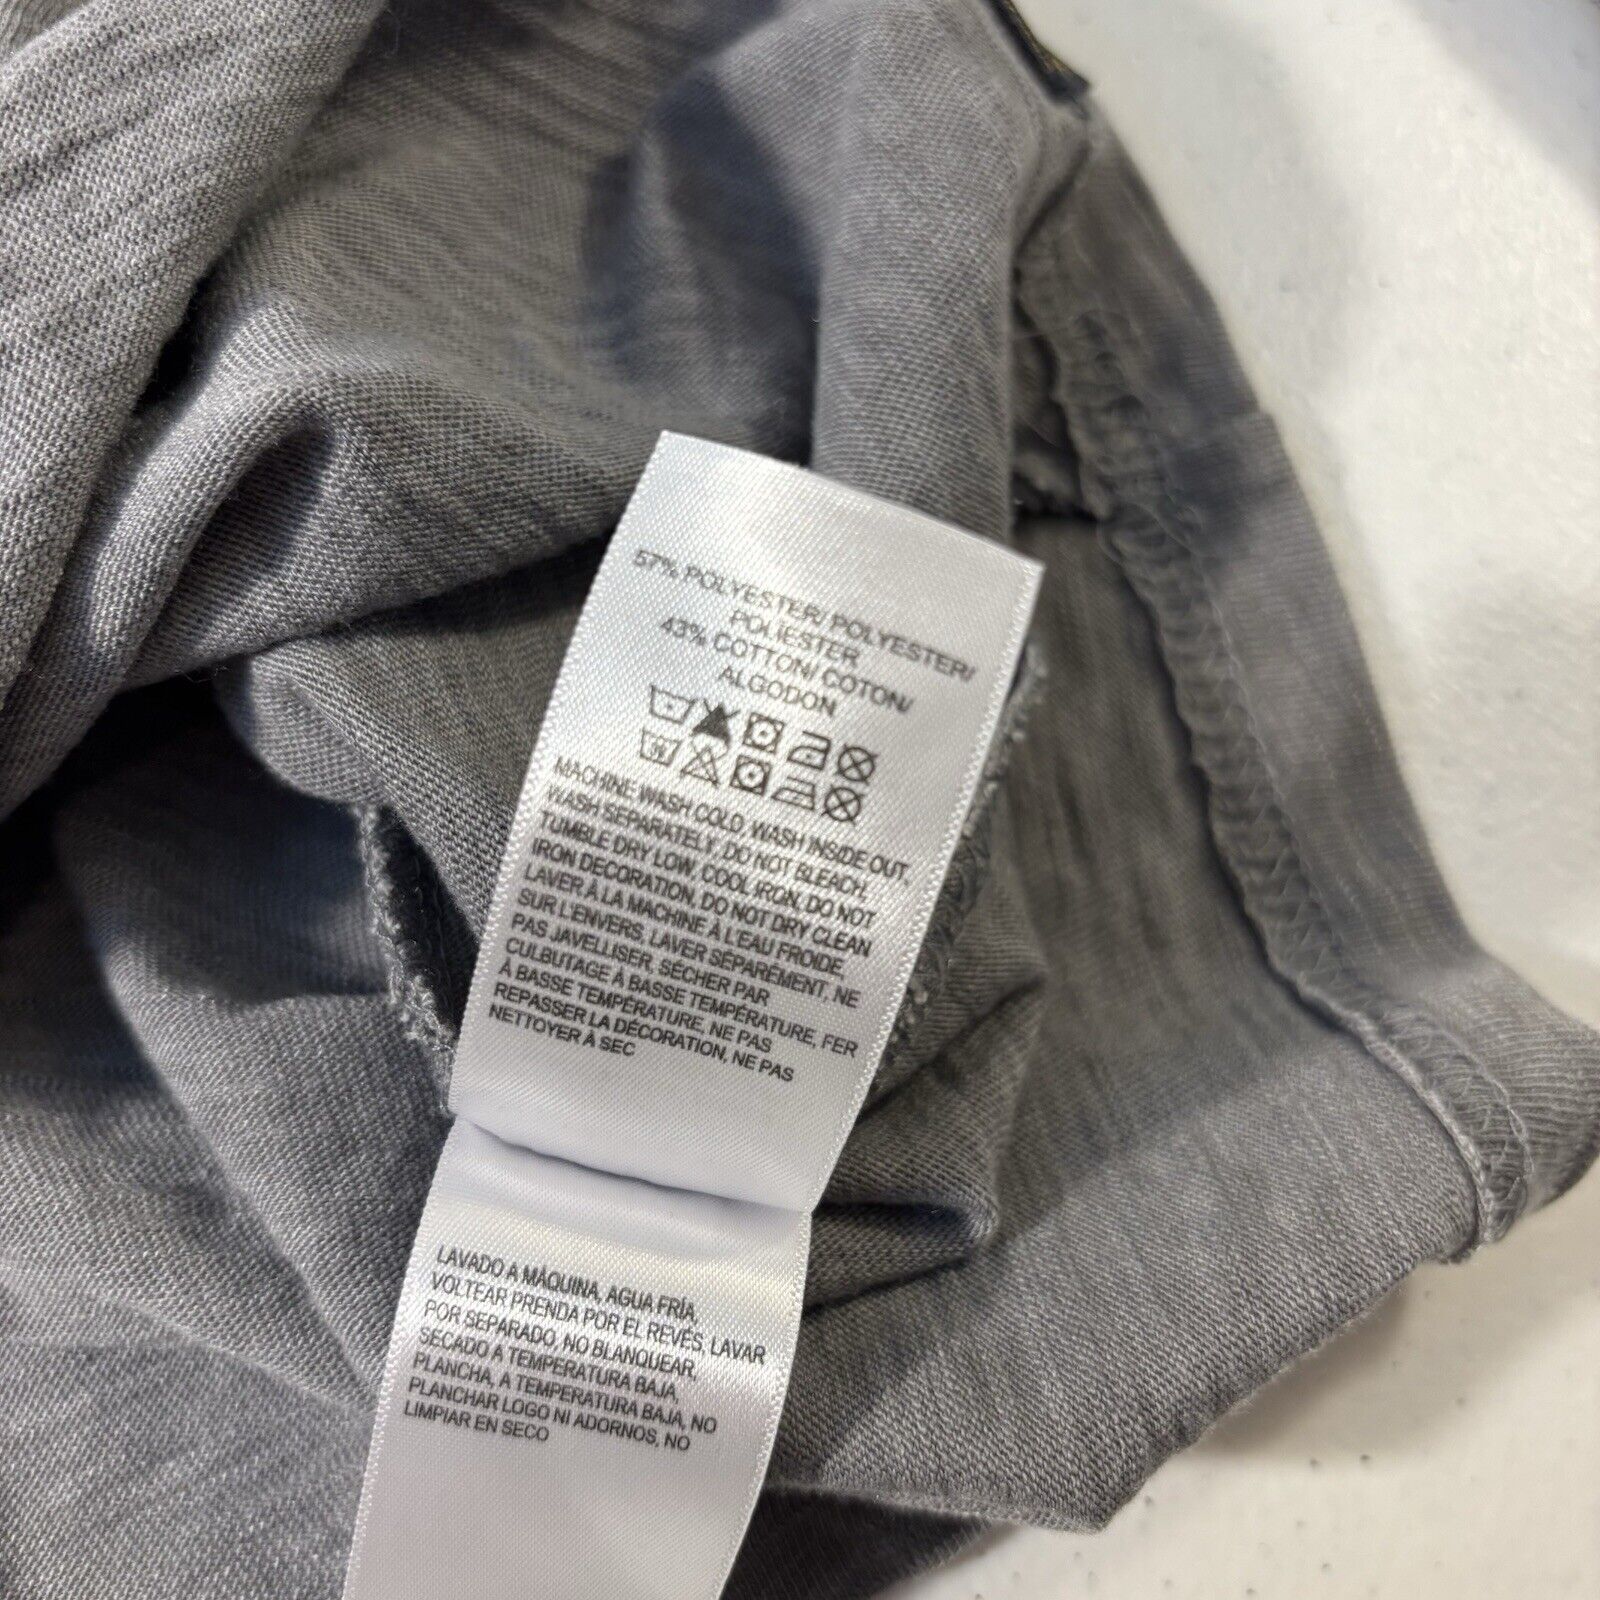 57% POLYESTER/ POLYESTER/
POLIESTER
43% COTTON/ COTON/
ALGODON
MACHINE WASH COLD, WASH INSIDE OUT,
WASH SEPARATELY, DO NOT BLEACH,
TUMBLE DRY LOW, COOL IRON, DO NOT
IRON DECORATION, DO NOT DRY CLEAN
LAVER À LA MACHINE À L'EAU FROIDE,
SUR L'ENVERS, LAVER SÉPARÉMENT, NE
PAS JAVELLISER, SÉCHER PAR
CULBUTAGE À BASSE TEMPÉRATURE, FER
À BASSE TEMPÉRATURE, NE PAS
REPASSER LA DÉCORATION, NE PAS
NETTOYER À SEC
LAVADO A MÁQUINA, AGUA FRÍA,
VOLTEAR PRENDA POR EL REVÉS, LAVAR
POR SEPARADO, NO BLANQUEAR,
SECADO A TEMPERATURA BAJA,
PLANCHA, A TEMPERATURA BAJA, NO
PLANCHAR LOGO NI ADORNOS, NO
LIMPIAR EN SECO